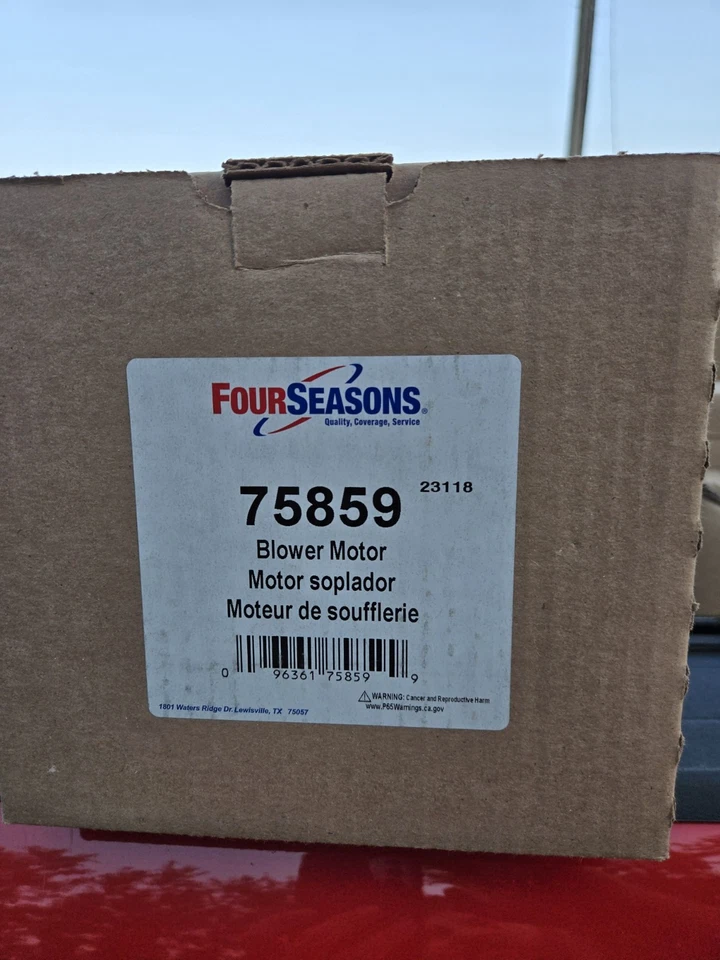 FOURSEASONS®
Quality, Coverage, Service
75859 23118
Blower Motor
Motor soplador
Moteur de soufflerie
0 96361 75859 9
WARNING: Cancer and Reproductive Harm
www.P65Warnings.ca.gov
1801 Waters Ridge Dr. Lewisville, TX 75057